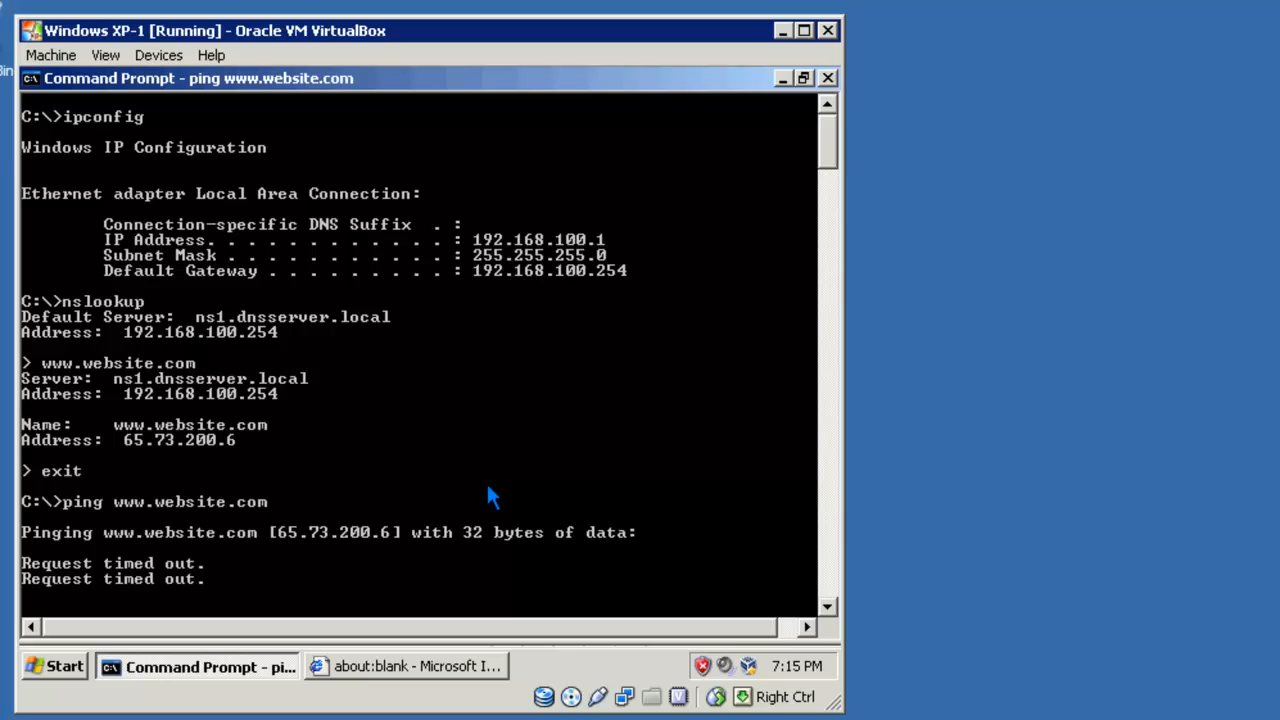 Windows XP-1 [Running] - Oracle VM VirtualBox
Machine View Devices Help
Command Prompt - ping www.website.com
C:\>ipconfig
Windows IP Configuration
Ethernet adapter Local Area Connection:
Connection-specific DNS Suffix . :
IP Address. . . . . . . . . . . . : 192.168.100.1
Subnet Mask . . . . . . . . . . . : 255.255.255.0
Default Gateway . . . . . . . . . : 192.168.100.254
C:\>nslookup
Default Server: ns1.dnsserver.local
Address: 192.168.100.254
> www.website.com
Server: ns1.dnsserver.local
Address: 192.168.100.254
Name: www.website.com
Address: 65.73.200.6
> exit
C:\>ping www.website.com
Pinging www.website.com [65.73.200.6] with 32 bytes of data:
Request timed out.
Request timed out.
Start Command Prompt - pi... about:blank - Microsoft I... 7:15 PM
Right Ctrl